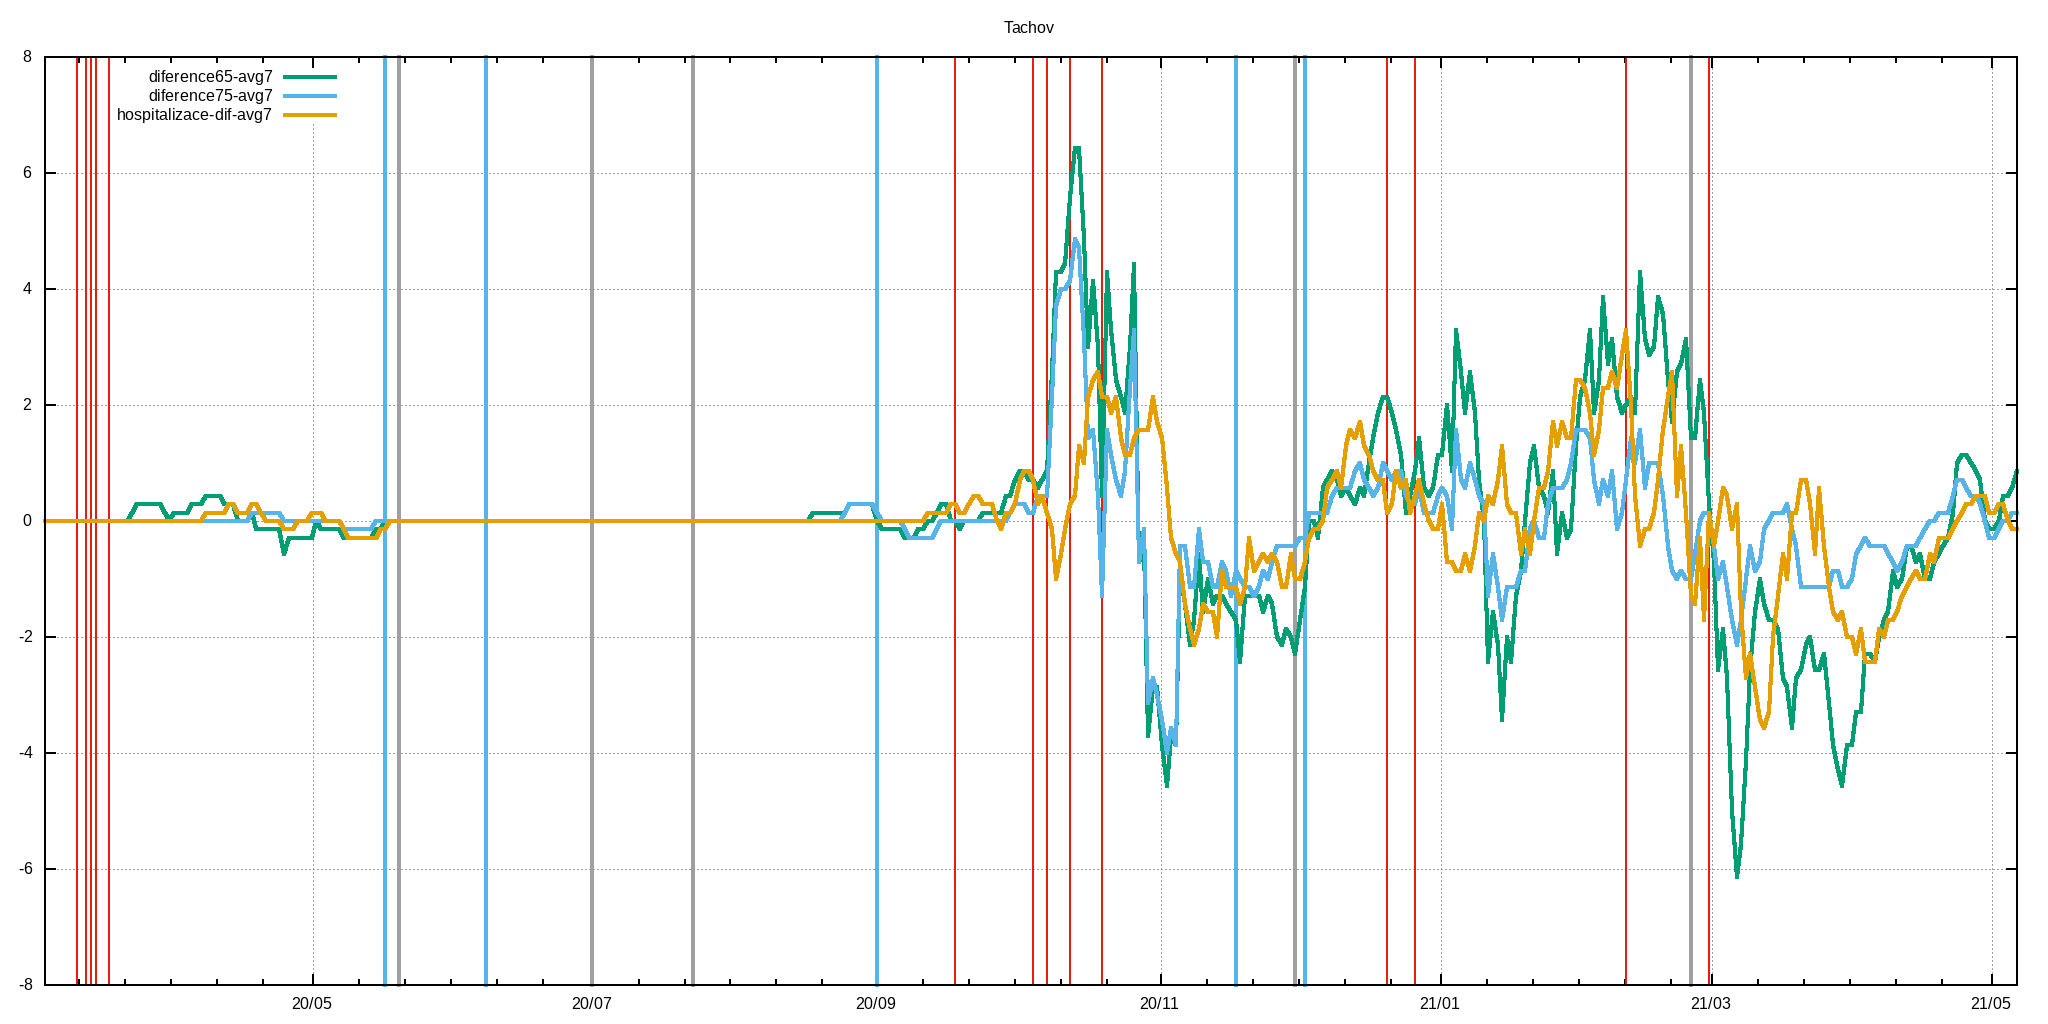 Tachov
8
diference65-avg7
diference75-avg7
hospitalizace-dif-avg7
6
4
2
0
-2
-4
-6
-8
20/05 20/07 20/09 20/11 21/01 21/03 21/05